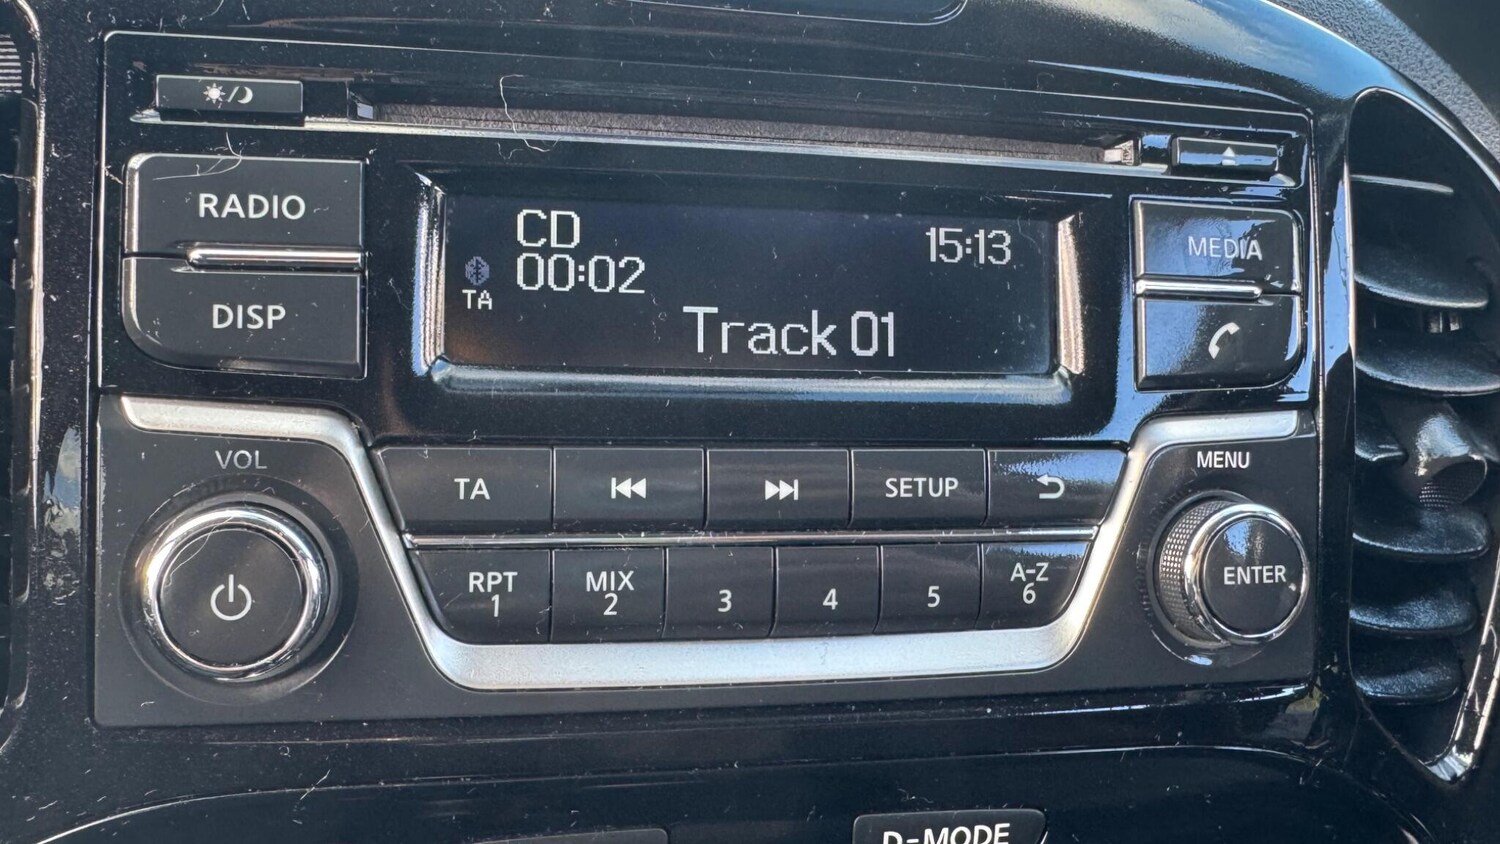 RADIO
DISP
CD
00:02
15:13
TA
Track 01
MEDIA
VOL
TA
SETUP
MENU
RPT
1
MIX
2
3
4
5
A-Z
6
ENTER
D-MODE